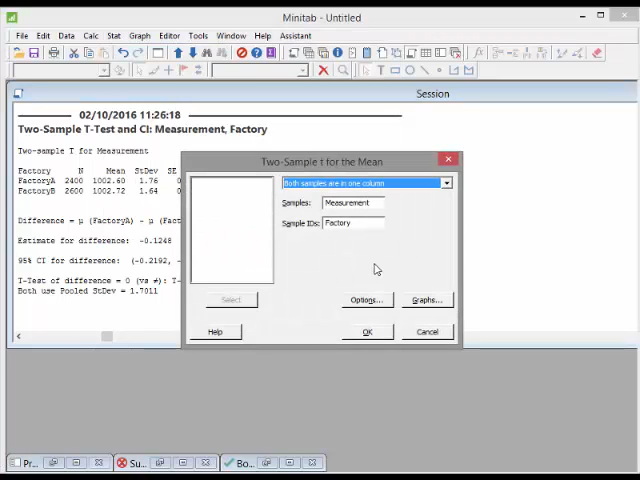 Minitab - Untitled
File Edit Data Calc Stat Graph Editor Tools Window Help Assistant
Session
02/10/2016 11:26:18
Two-Sample T-Test and CI: Measurement, Factory
Two-sample T for Measurement
Factory N Mean StDev SE
FactoryA 2400 1002.60 1.76
FactoryB 2600 1002.72 1.64
Difference = μ (FactoryA) - μ (
Estimate for difference: -0.1248
95% CI for difference: (-0.2192,
T-Test of difference = 0 (vs ≠): T-
Both use Pooled StDev = 1.7011
Two-Sample t for the Mean
Both samples are in one column
Samples: Measurement
Sample IDs: Factory
Select
Options...
Graphs...
Help
OK
Cancel
Pr...
Su...
Bo...